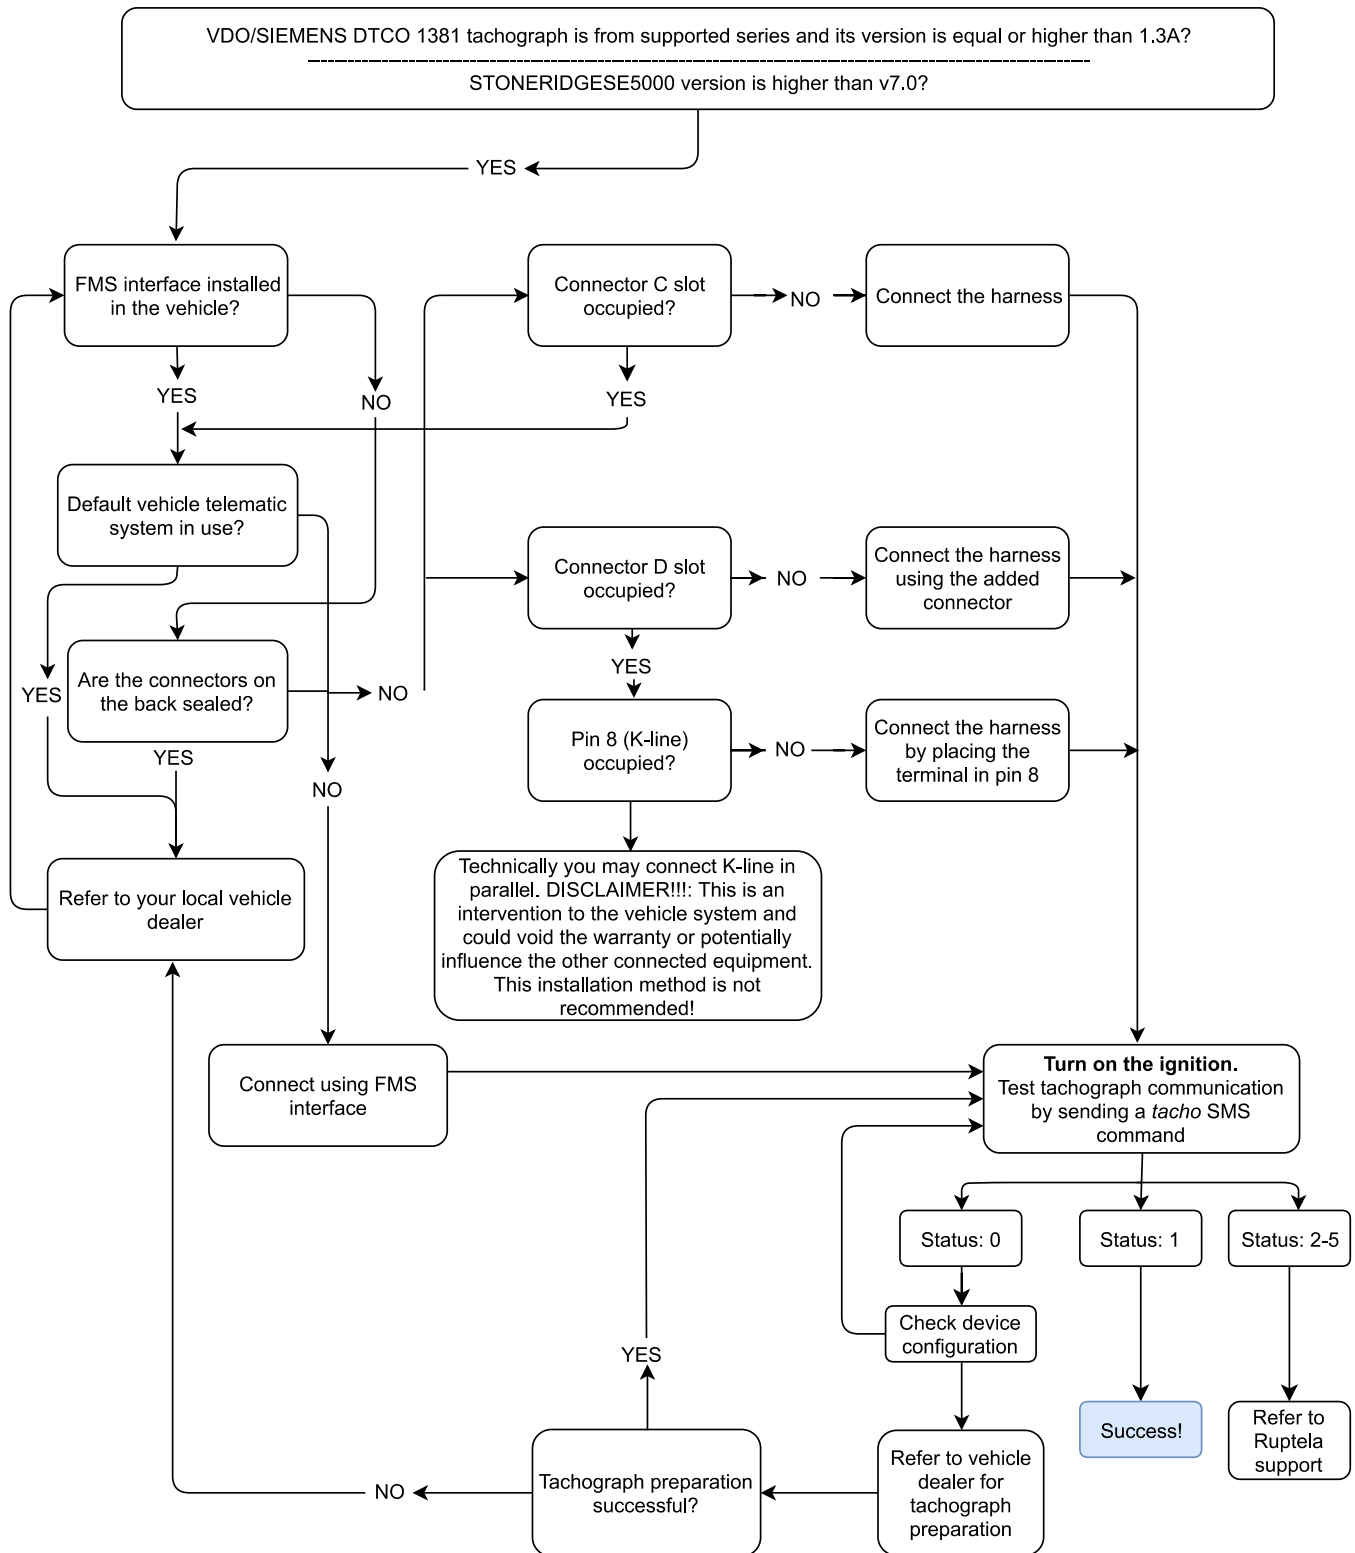 VDO/SIEMENS DTCO 1381 tachograph is from supported series and its version is equal or higher than 1.3A?
STONERIDGESE5000 version is higher than v7.0?
YES
FMS interface installed
in the vehicle?
Connector C slot
occupied?
NO
Connect the harness
YES
NO
YES
Default vehicle telematic
system in use?
Connector D slot
occupied?
NO
Connect the harness
using the added
connector
YES
Are the connectors on
the back sealed?
YES
NO
YES
Pin 8 (K-line)
occupied?
NO
Connect the harness
by placing the
terminal in pin 8
NO
Refer to your local vehicle
dealer
Technically you may connect K-line in
parallel. DISCLAIMER!!!: This is an
intervention to the vehicle system and
could void the warranty or potentially
influence the other connected equipment.
This installation method is not
recommended!
Connect using FMS
interface
Turn on the ignition.
Test tachograph communication
by sending a tacho SMS
command
Status: 0
Status: 1
Status: 2-5
Check device
configuration
YES
Success!
Refer to
Ruptela
support
Refer to vehicle
dealer for
tachograph
preparation
Tachograph preparation
successful?
NO